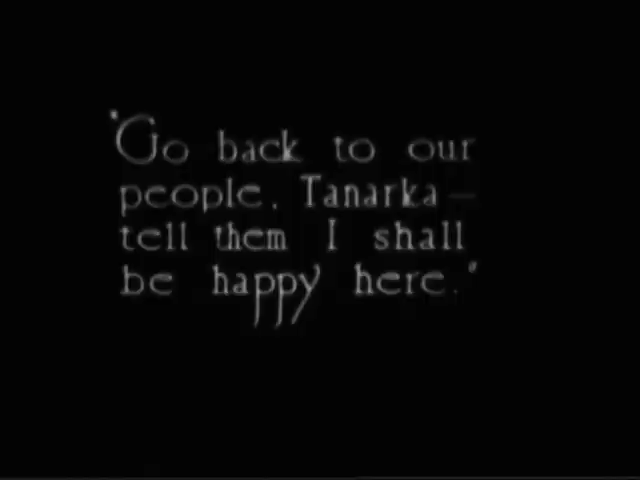 "Go back to our
people, Tanarka—
tell them I shall
be happy here."